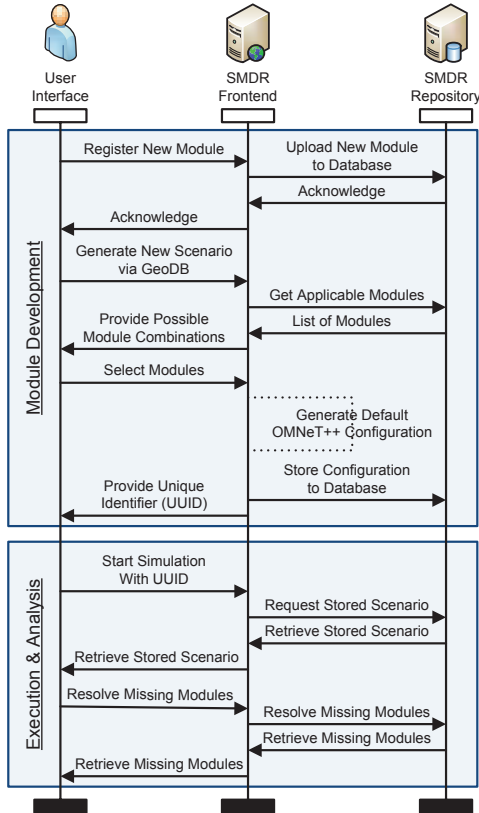 User
Interface
SMDR
Frontend
SMDR
Repository
Module Development
Register New Module
Upload New Module
to Database
Acknowledge
Acknowledge
Generate New Scenario
via GeoDB
Get Applicable Modules
List of Modules
Provide Possible
Module Combinations
Select Modules
Generate Default
OMNeT++ Configuration
Store Configuration
to Database
Provide Unique
Identifier (UUID)
Execution & Analysis
Start Simulation
With UUID
Request Stored Scenario
Retrieve Stored Scenario
Retrieve Stored Scenario
Resolve Missing Modules
Resolve Missing Modules
Retrieve Missing Modules
Retrieve Missing Modules